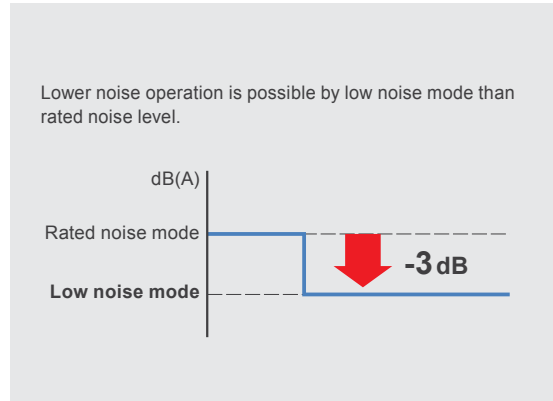 Lower noise operation is possible by low noise mode than
rated noise level.
dB(A)
Rated noise mode
-3 dB
Low noise mode